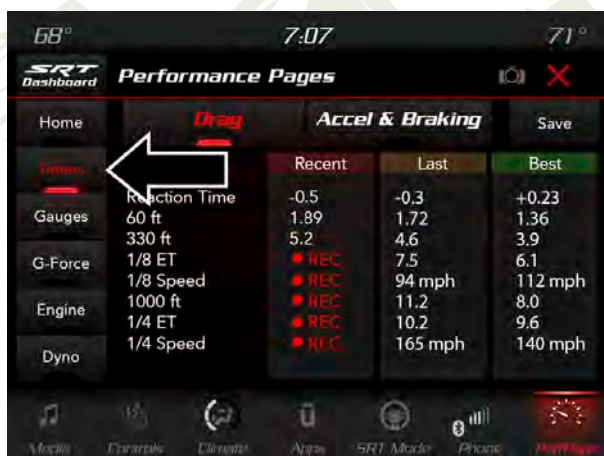 68° 7:07 71°
SRT Dashboard Performance Pages
Home Drag Accel & Braking Save
Timers Recent Last Best
Reaction Time -0.5 -0.3 +0.23
Gauges 60 ft 1.89 1.72 1.36
330 ft 5.2 4.6 3.9
G-Force 1/8 ET REC 7.5 6.1
1/8 Speed REC 94 mph 112 mph
Engine 1000 ft REC 11.2 8.0
1/4 ET REC 10.2 9.6
Dyno 1/4 Speed REC 165 mph 140 mph
Media Controls Climate Apps SRT Mode Phone Perf Page